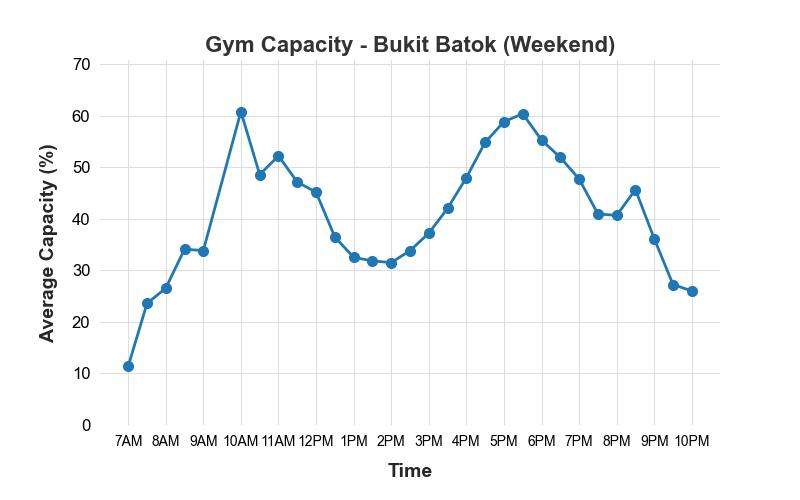 Gym Capacity - Bukit Batok (Weekend)
70
60
50
40
30
20
10
0
Average Capacity (%)
7AM 8AM 9AM 10AM 11AM 12PM 1PM 2PM 3PM 4PM 5PM 6PM 7PM 8PM 9PM 10PM
Time